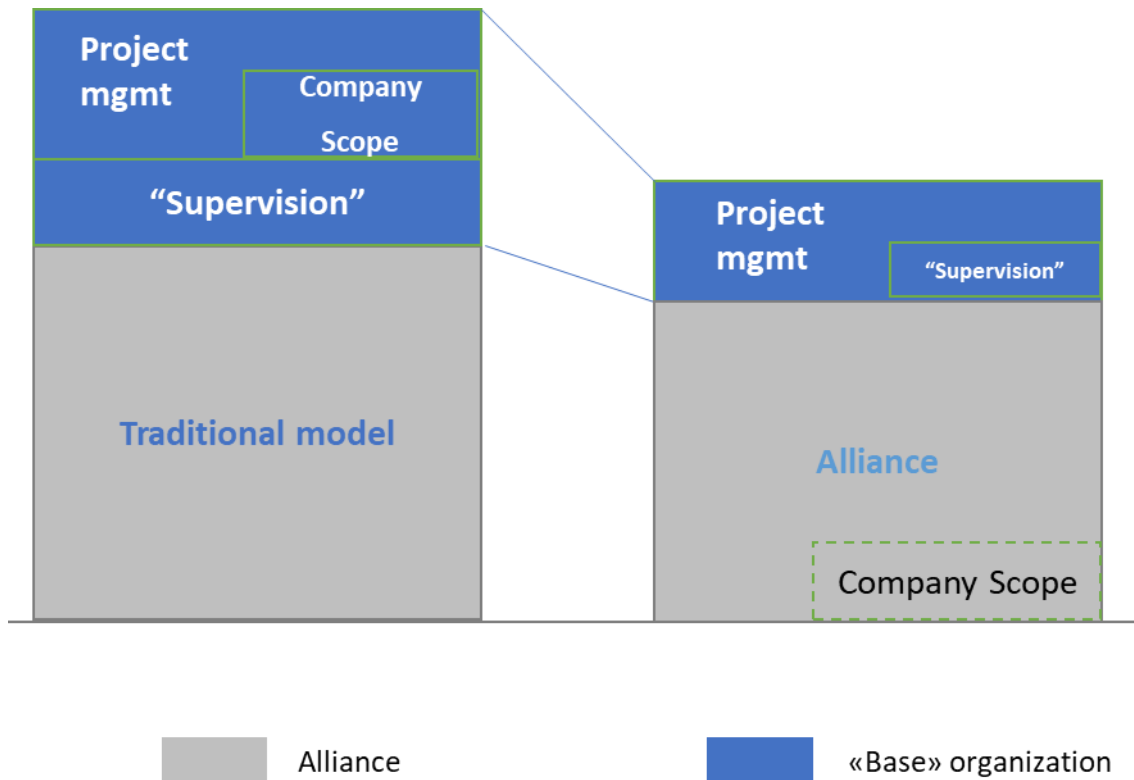 Project
mgmt
Company
Scope
“Supervision”
Traditional model
Project
mgmt
“Supervision”
Alliance
Company Scope
Alliance
«Base» organization